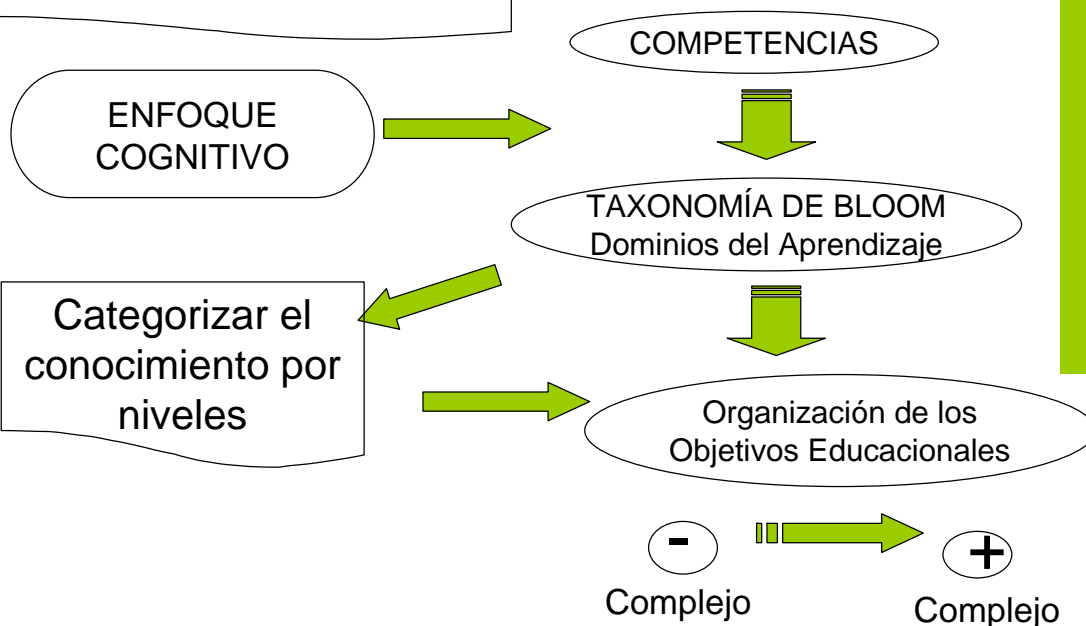 COMPETENCIAS
ENFOQUE
COGNITIVO
TAXONOMÍA DE BLOOM
Dominios del Aprendizaje
Categorizar el
conocimiento por
niveles
Organización de los
Objetivos Educacionales
-
+
Complejo
Complejo